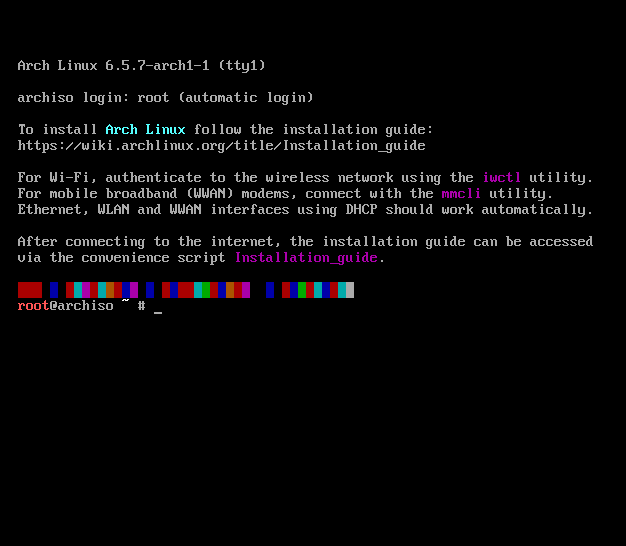 Arch Linux 6.5.7-arch1-1 (tty1)
archiso login: root (automatic login)
To install Arch Linux follow the installation guide:
https://wiki.archlinux.org/title/Installation_guide
For Wi-Fi, authenticate to the wireless network using the iwctl utility.
For mobile broadband (WWAN) modems, connect with the mmcli utility.
Ethernet, WLAN and WWAN interfaces using DHCP should work automatically.
After connecting to the internet, the installation guide can be accessed
via the convenience script Installation_guide.
root@archiso ~ # _